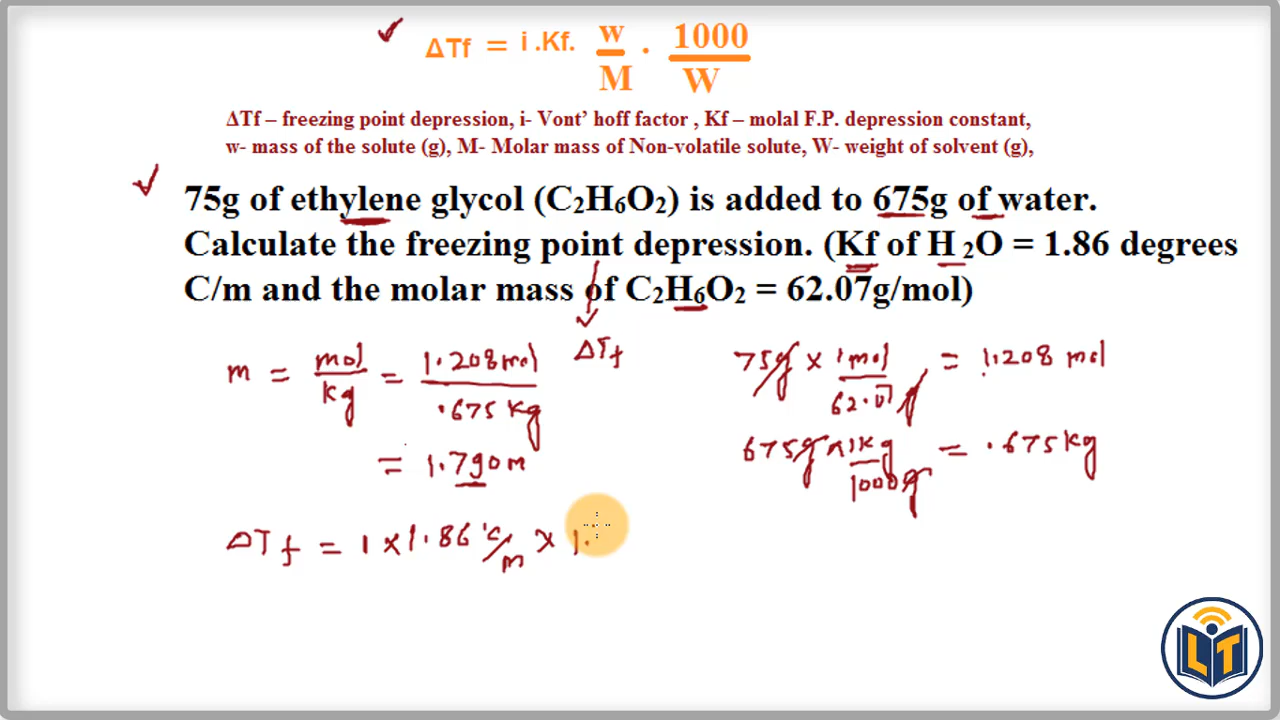 ✓ ΔTf = i .Kf. w/M . 1000/W
ΔTf – freezing point depression, i- Vont’ hoff factor , Kf – molal F.P. depression constant,
w- mass of the solute (g), M- Molar mass of Non-volatile solute, W- weight of solvent (g),
✓ 75g of ethylene glycol (C₂H₆O₂) is added to 675g of water.
Calculate the freezing point depression. (Kf of H ₂O = 1.86 degrees
C/m and the molar mass of C₂H₆O₂ = 62.07g/mol)
ΔTf
m = mol/kg = 1.208mol/.675 kg
= 1.790m
75g × 1mol/62.07g = 1.208 mol
675g × 1kg/1000g = .675kg
ΔTf = 1 × 1.86 °C/m × 1.
LT